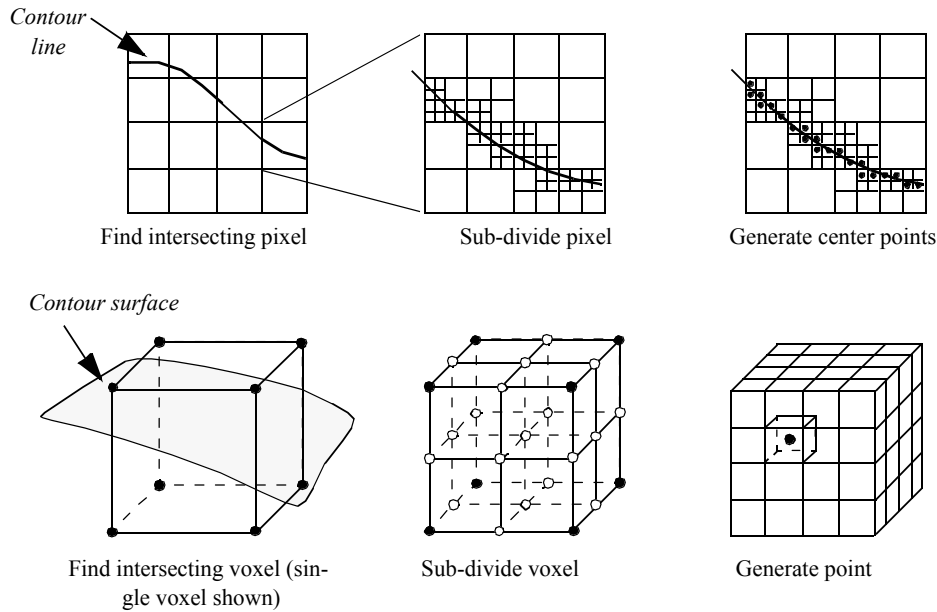 Contour
line
Find intersecting pixel
Sub-divide pixel
Generate center points
Contour surface
Find intersecting voxel (sin-
gle voxel shown)
Sub-divide voxel
Generate point